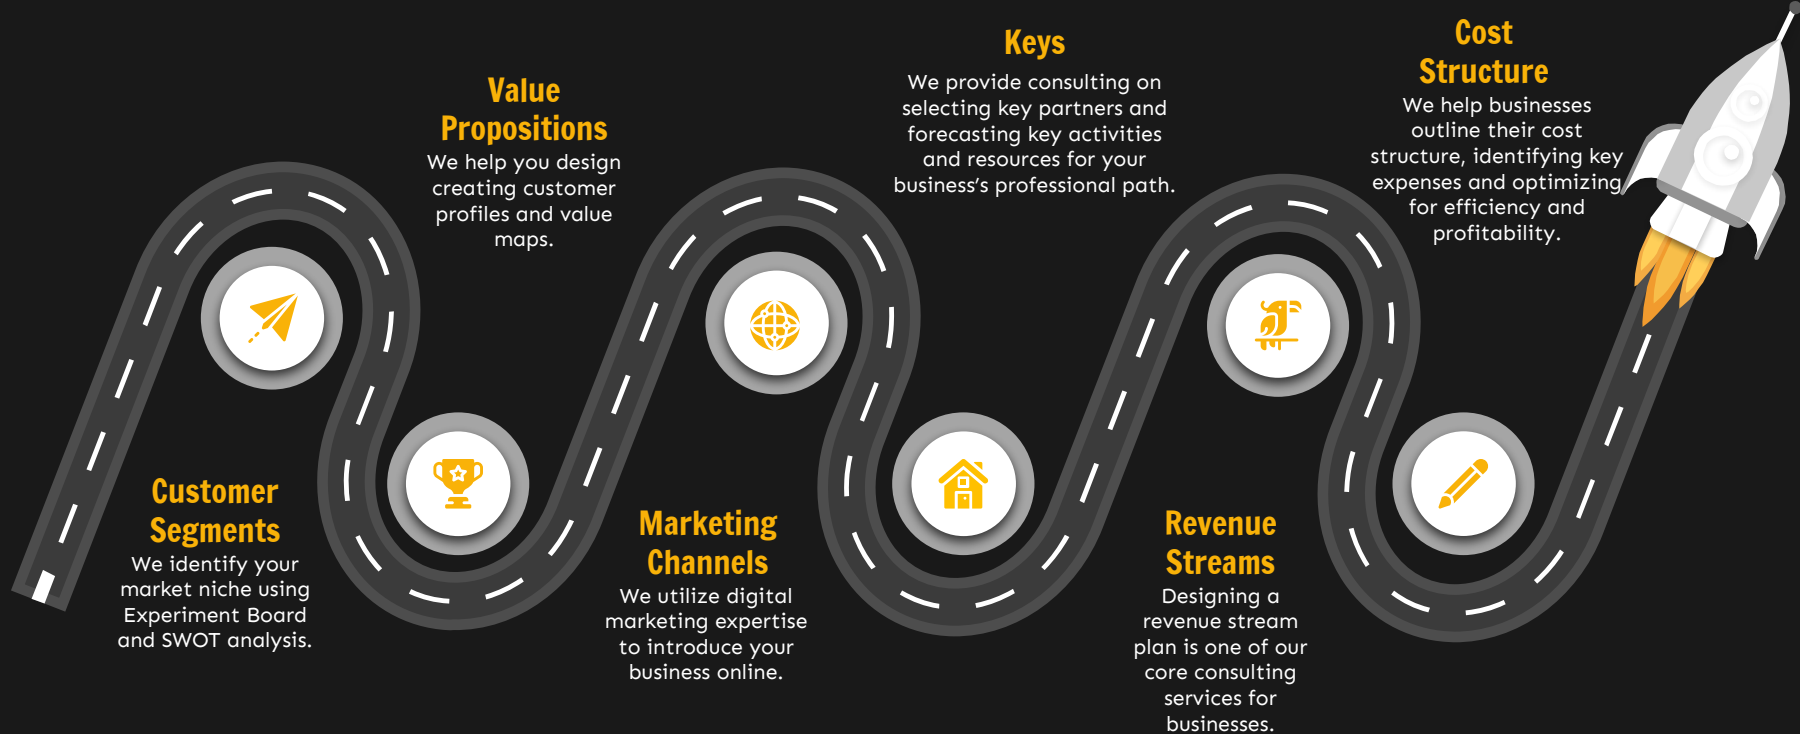 Customer
Segments
We identify your
market niche using
Experiment Board
and SWOT analysis.
Value
Propositions
We help you design
creating customer
profiles and value
maps.
Marketing
Channels
We utilize digital
marketing expertise
to introduce your
business online.
Keys
We provide consulting on
selecting key partners and
forecasting key activities
and resources for your
business’s professional path.
Revenue
Streams
Designing a
revenue stream
plan is one of our
core consulting
services for
businesses.
Cost
Structure
We help businesses
outline their cost
structure, identifying key
expenses and optimizing
for efficiency and
profitability.